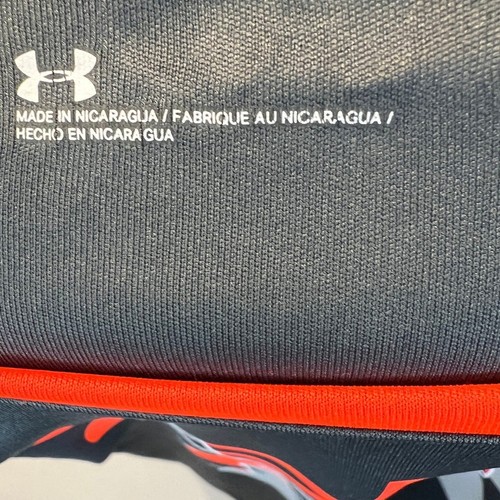 MADE IN NICARAGUA / FABRIQUE AU NICARAGUA /
HECHO EN NICARAGUA